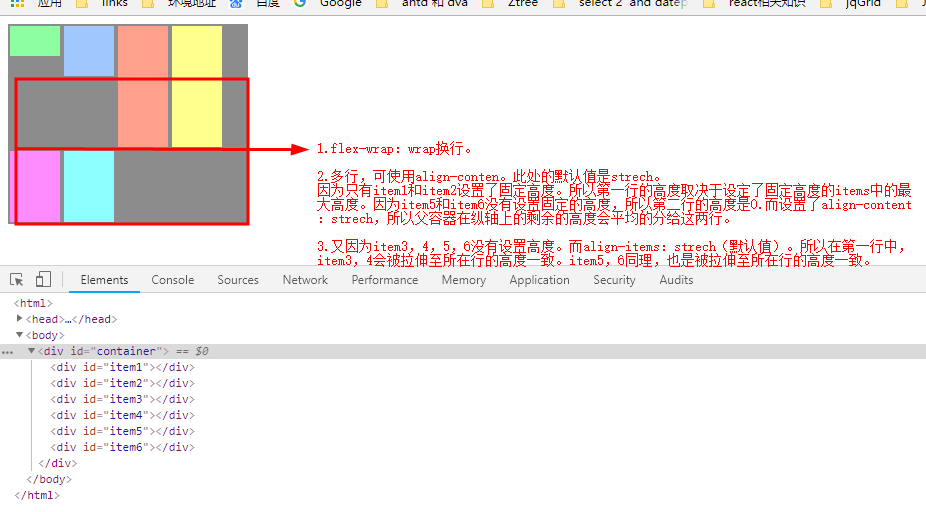 应用 links 环境地址 百度 Google antd 和 dva Ztree select 2 and datep react相关知识 jqGrid
1.flex-wrap：wrap换行。
2.多行，可使用align-conten。此处的默认值是strech。
因为只有item1和item2设置了固定高度。所以第一行的高度取决于设定了固定高度的items中的最
大高度。因为item5和item6没有设置固定的高度，所以第二行的高度是0.而设置了align-content
：strech，所以父容器在纵轴上的剩余的高度会平均的分给这两行。
3.又因为item3，4，5，6没有设置高度。而align-items：strech（默认值）。所以在第一行中，
item3，4会被拉伸至所在行的高度一致。item5，6同理，也是被拉伸至所在行的高度一致。
Elements Console Sources Network Performance Memory Application Security Audits
<html>
<head>…</head>
<body>
… <div id="container"> == $0
<div id="item1"></div>
<div id="item2"></div>
<div id="item3"></div>
<div id="item4"></div>
<div id="item5"></div>
<div id="item6"></div>
</div>
</body>
</html>